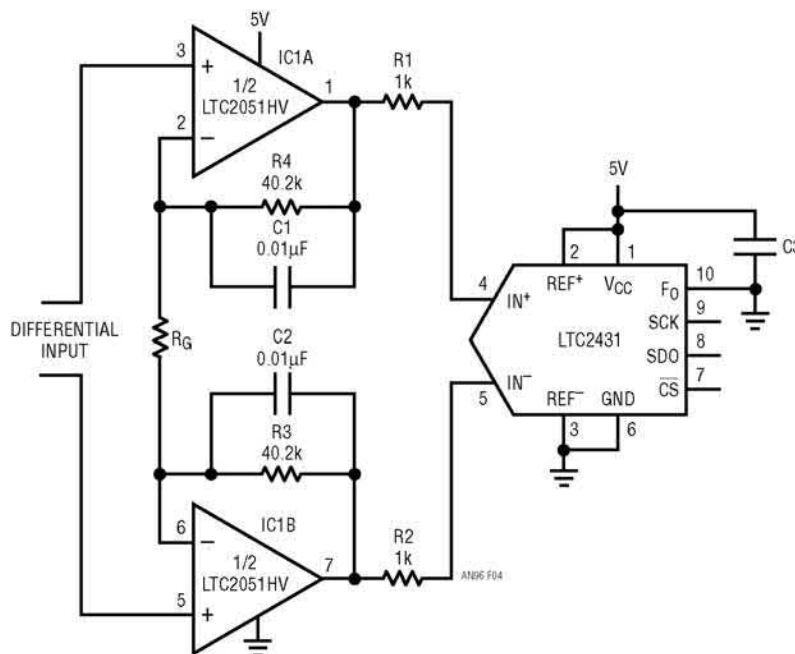 5V
IC1A
3
+
1/2
LTC2051HV
1
2
−
R1
1k
R4
40.2k
C1
0.01µF
5V
2
1
REF+
VCC
10
FO
9
SCK
8
SDO
7
CS
4
IN+
LTC2431
IN−
5
REF−
GND
3
6
DIFFERENTIAL
INPUT
RG
C2
0.01µF
R3
40.2k
IC1B
6
−
1/2
LTC2051HV
7
5
+
R2
1k
AN96 F04